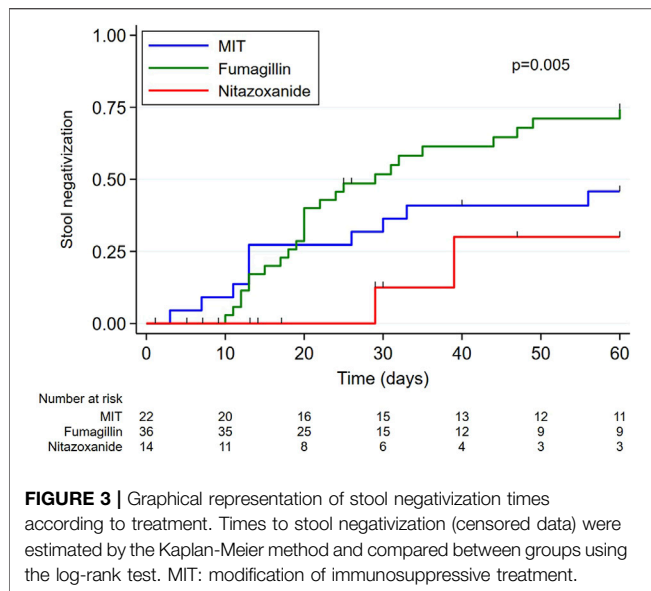 1.00
MIT
Fumagillin
Nitazoxanide
p=0.005
0.75
0.50
0.25
0.00
Stool negativization
0 10 20 30 40 50 60
Time (days)
Number at risk
MIT 22 20 16 15 13 12 11
Fumagillin 36 35 25 15 12 9 9
Nitazoxanide 14 11 8 6 4 3 3
FIGURE 3 | Graphical representation of stool negativization times
according to treatment. Times to stool negativization (censored data) were
estimated by the Kaplan-Meier method and compared between groups using
the log-rank test. MIT: modification of immunosuppressive treatment.